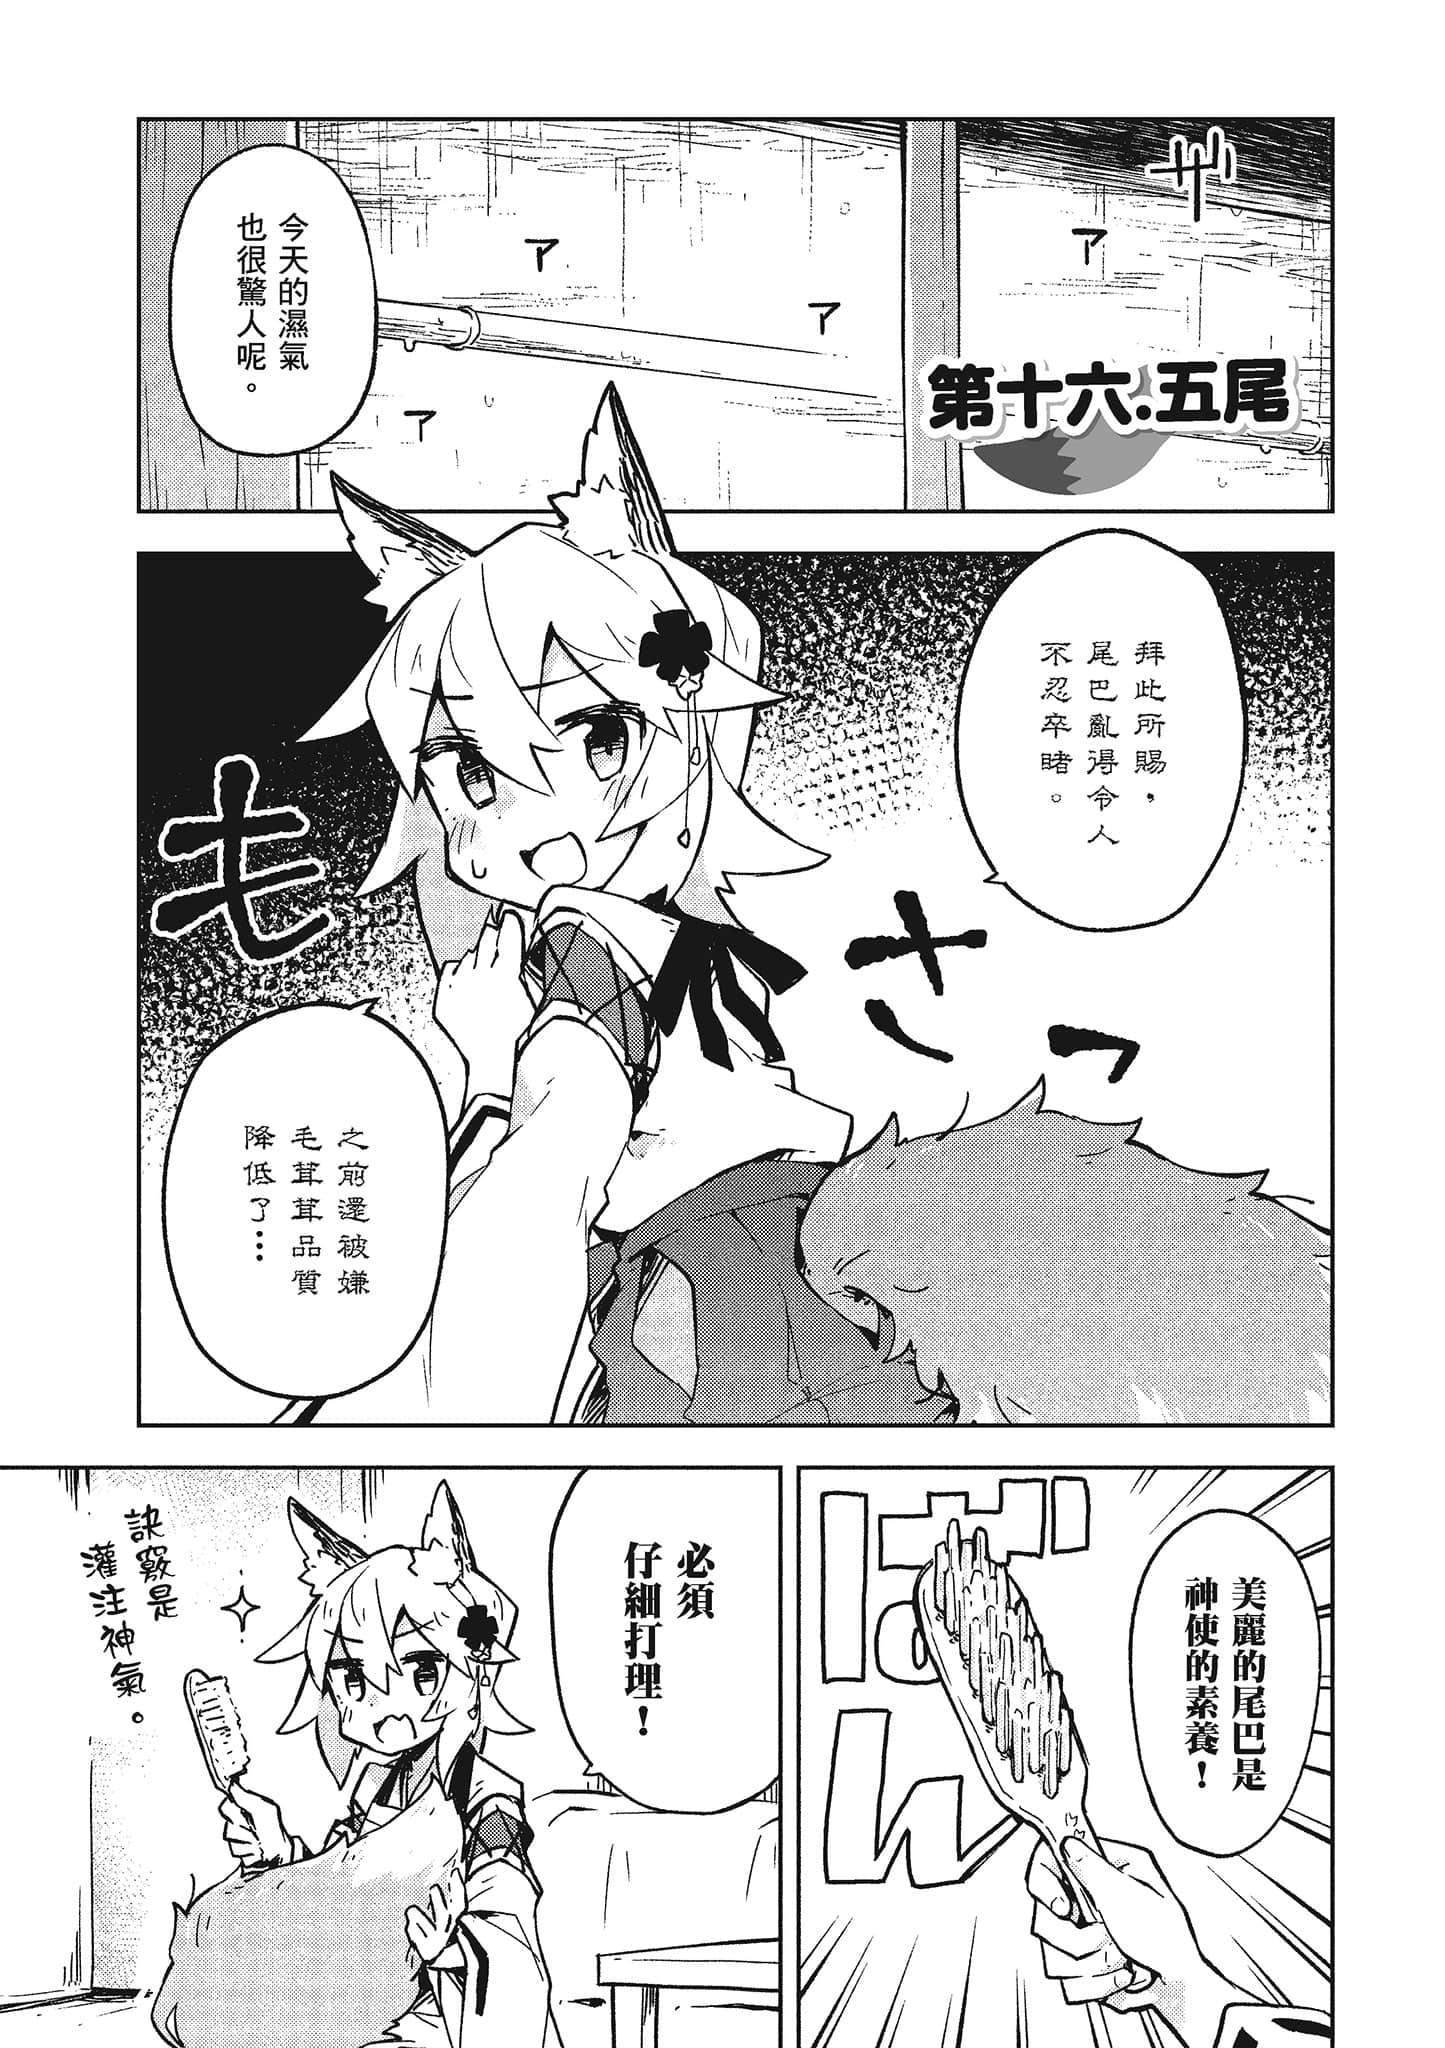 ザ
ア
ア
ア
ア
第十六.五尾
今天的濕氣
也很驚人呢。
拜此所賜，
尾巴亂得令人
不忍卒睹。
もさっ
之前還被嫌
毛茸茸品質
降低了…
美麗的尾巴是
神使的素養！
ばん
必須
仔細打理！
訣竅是
灌注神氣。